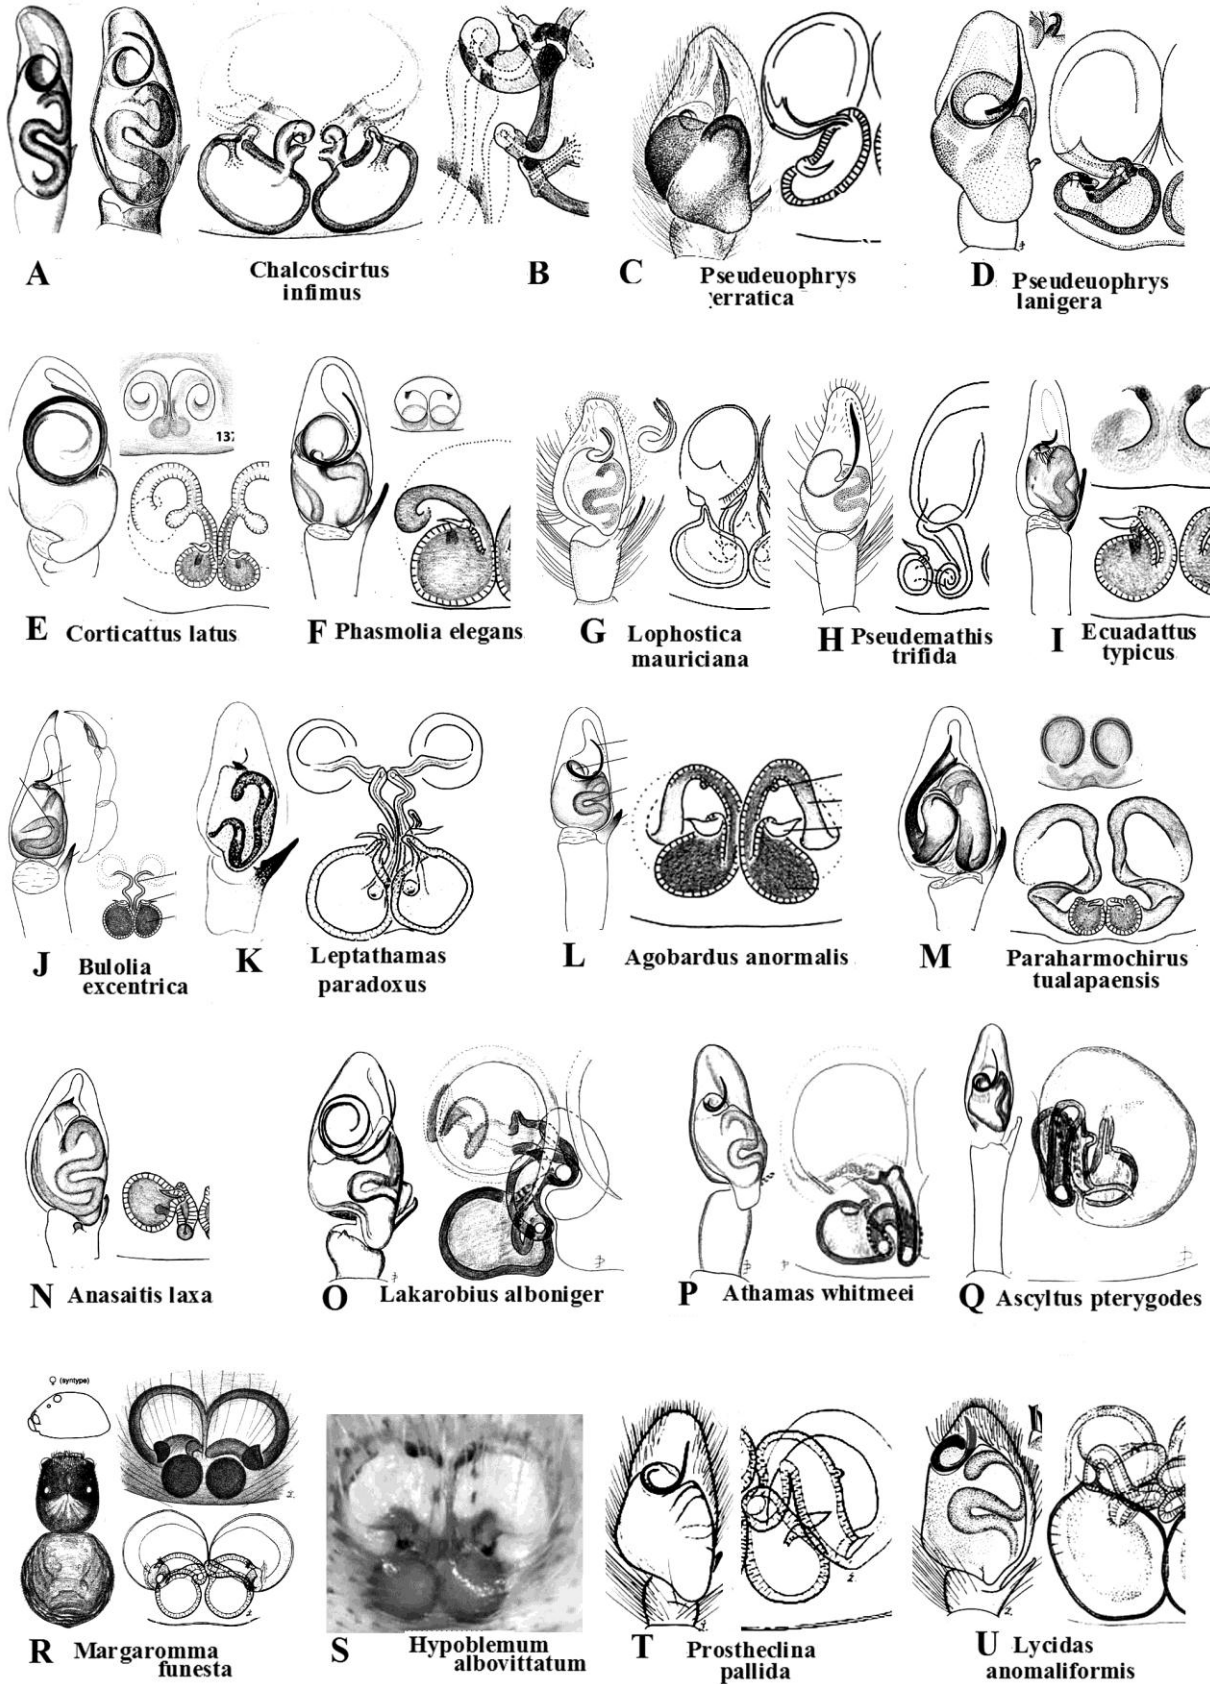 A
Chalcoscirtus
infimus
B
C
Pseudeuophrys
erratica
D
Pseudeuophrys
lanigera
137
E
Corticattus latus
F
Phasmolia elegans
G
Lophostica
mauriciana
H
Pseudemathis
trifida
I
Ecuadattus
typicus
J
Bulolia
excentrica
K
Leptathamas
paradoxus
L
Agobardus anormalis
M
Paraharmochirus
tualapaensis
N
Anasaitis laxa
O
Lakarobius alboniger
P
Athamas whitmeei
Q
Ascyltus pterygodes
♀ (syntype)
R
Margaromma
funesta
S
Hypoblemum
albovittatum
T
Prostheclina
pallida
U
Lycidas
anomaliformis